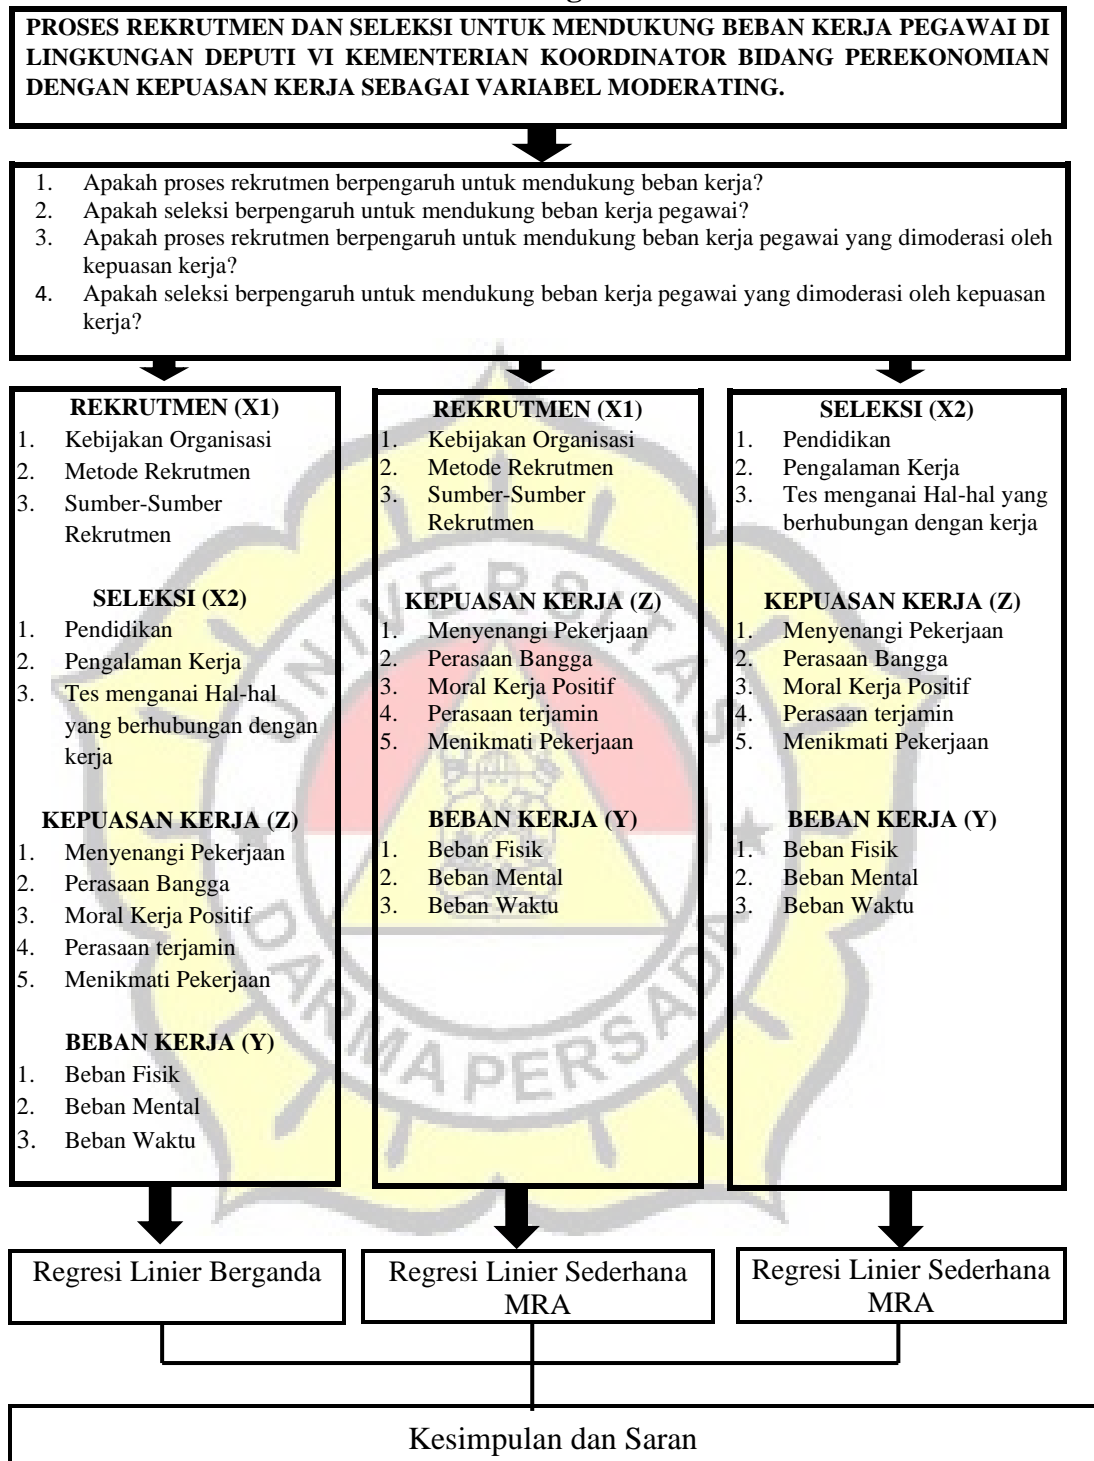 PROSES REKRUTMEN DAN SELEKSI UNTUK MENDUKUNG BEBAN KERJA PEGAWAI DI
LINGKUNGAN DEPUTI VI KEMENTERIAN KOORDINATOR BIDANG PEREKONOMIAN
DENGAN KEPUASAN KERJA SEBAGAI VARIABEL MODERATING.
1. Apakah proses rekrutmen berpengaruh untuk mendukung beban kerja?
2. Apakah seleksi berpengaruh untuk mendukung beban kerja pegawai?
3. Apakah proses rekrutmen berpengaruh untuk mendukung beban kerja pegawai yang dimoderasi oleh
kepuasan kerja?
4. Apakah seleksi berpengaruh untuk mendukung beban kerja pegawai yang dimoderasi oleh kepuasan
kerja?
REKRUTMEN (X1)
1. Kebijakan Organisasi
2. Metode Rekrutmen
3. Sumber-Sumber
Rekrutmen
SELEKSI (X2)
1. Pendidikan
2. Pengalaman Kerja
3. Tes menganai Hal-hal
yang berhubungan dengan
kerja
KEPUASAN KERJA (Z)
1. Menyenangi Pekerjaan
2. Perasaan Bangga
3. Moral Kerja Positif
4. Perasaan terjamin
5. Menikmati Pekerjaan
BEBAN KERJA (Y)
1. Beban Fisik
2. Beban Mental
3. Beban Waktu
REKRUTMEN (X1)
1. Kebijakan Organisasi
2. Metode Rekrutmen
3. Sumber-Sumber
Rekrutmen
KEPUASAN KERJA (Z)
1. Menyenangi Pekerjaan
2. Perasaan Bangga
3. Moral Kerja Positif
4. Perasaan terjamin
5. Menikmati Pekerjaan
BEBAN KERJA (Y)
1. Beban Fisik
2. Beban Mental
3. Beban Waktu
SELEKSI (X2)
1. Pendidikan
2. Pengalaman Kerja
3. Tes menganai Hal-hal yang
berhubungan dengan kerja
KEPUASAN KERJA (Z)
1. Menyenangi Pekerjaan
2. Perasaan Bangga
3. Moral Kerja Positif
4. Perasaan terjamin
5. Menikmati Pekerjaan
BEBAN KERJA (Y)
1. Beban Fisik
2. Beban Mental
3. Beban Waktu
UNIVERSITAS
DARMA PERSADA
Regresi Linier Berganda
Regresi Linier Sederhana
MRA
Regresi Linier Sederhana
MRA
Kesimpulan dan Saran